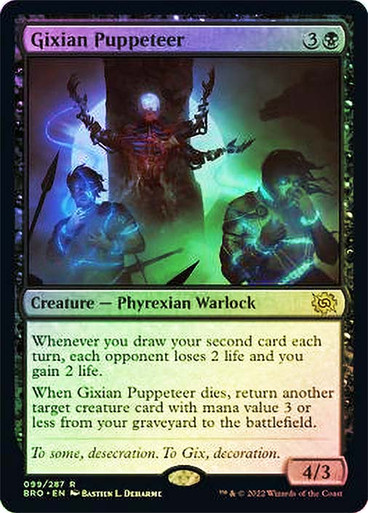 Gixian Puppeteer 3
Creature — Phyrexian Warlock
Whenever you draw your second card each
turn, each opponent loses 2 life and you
gain 2 life.
When Gixian Puppeteer dies, return another
target creature card with mana value 3 or
less from your graveyard to the battlefield.
To some, desecration. To Gix, decoration.
4/3
099/287 R
BRO • EN Bastien L. Deharme ™ & © 2022 Wizards of the Coast